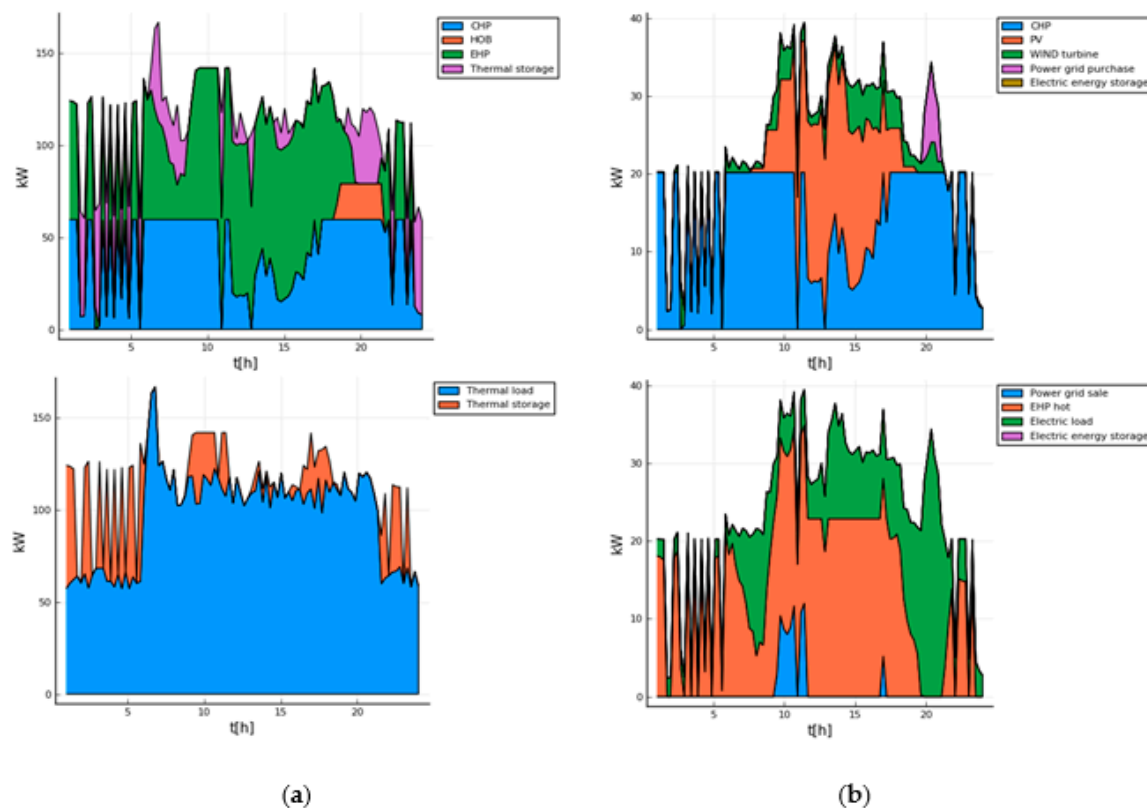 CHP
HOB
EHP
Thermal storage
kW
150
100
50
0
5
10
15
20
t[h]
CHP
PV
WIND turbine
Power grid purchase
Electric energy storage
kW
40
30
20
10
0
5
10
15
20
t[h]
Thermal load
Thermal storage
kW
150
100
50
0
5
10
15
20
t[h]
Power grid sale
EHP hot
Electric load
Electric energy storage
kW
40
30
20
10
0
5
10
15
20
t[h]
(a)
(b)